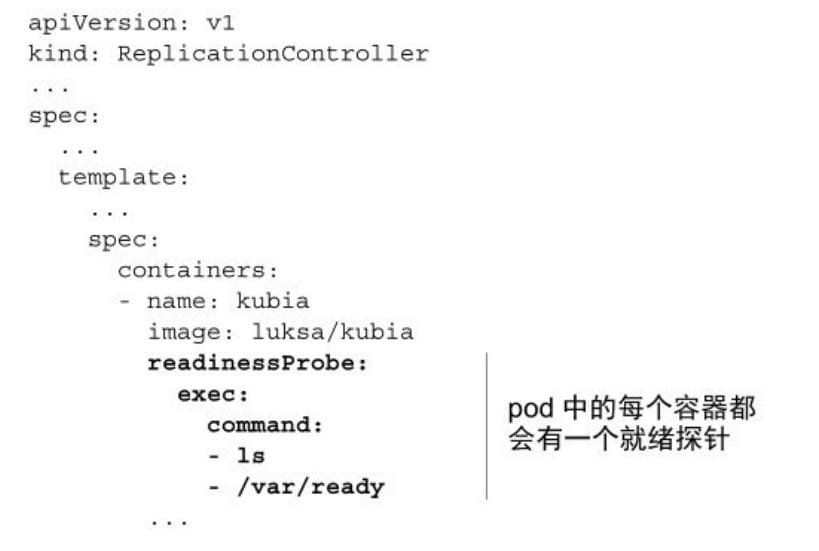 apiVersion: v1
kind: ReplicationController
...
spec:
  ...
  template:
    ...
    spec:
      containers:
      - name: kubia
        image: luksa/kubia
        readinessProbe:
          exec:
            command:
            - ls
            - /var/ready
        ...
pod 中的每个容器都
会有一个就绪探针